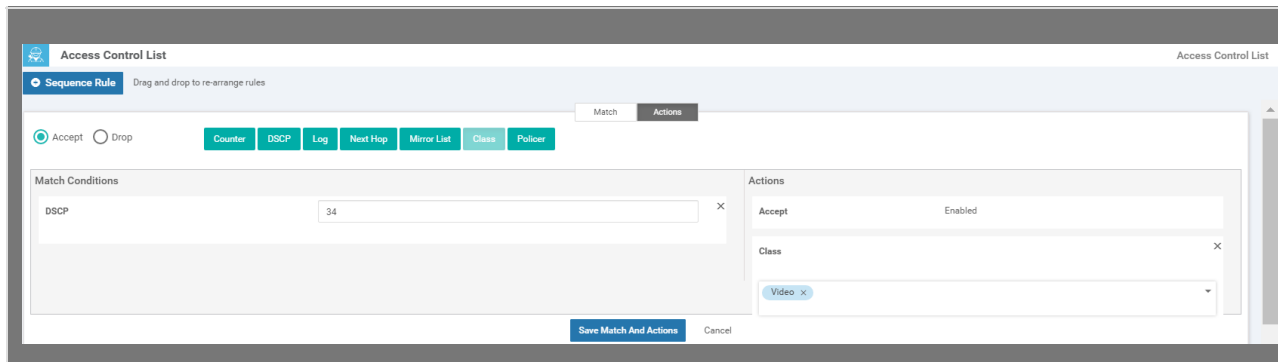 Access Control List
Access Control List
Sequence Rule Drag and drop to re-arrange rules
Match Actions
Accept Drop Counter DSCP Log Next Hop Mirror List Class Policer
Match Conditions Actions
DSCP 34 Accept Enabled
Class
Video
Save Match And Actions Cancel